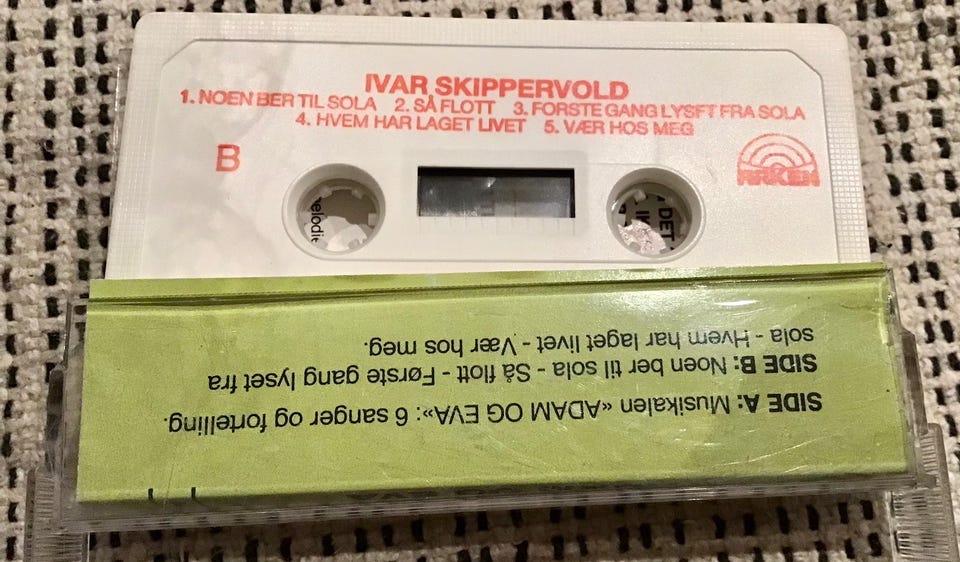 IVAR SKIPPERVOLD
1. NOEN BER TIL SOLA 2. SÅ FLOTT 3. FORSTE GANG LYSFT FRA SOLA
4. HVEM HAR LAGET LIVET 5. VÆR HOS MEG
B
ARKEN
elodi
DET
SIDE A: Musikalen «ADAM OG EVA»: 6 sanger og fortelling.
SIDE B: Noen ber til sola - Så flott - Første gang lyset fra
sola - Hvem har laget livet - Vær hos meg.